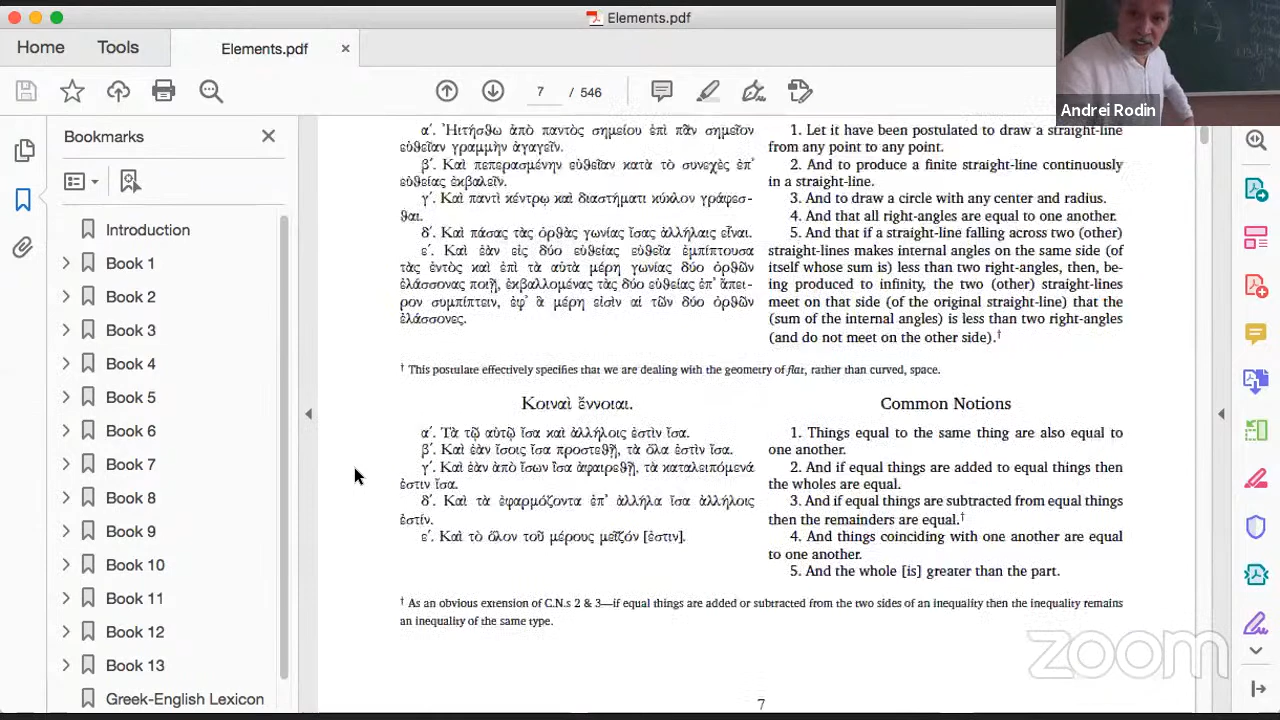 Elements.pdf
Home
Tools
Elements.pdf
7 / 546
Andrei Rodin
Bookmarks
Introduction
Book 1
Book 2
Book 3
Book 4
Book 5
Book 6
Book 7
Book 8
Book 9
Book 10
Book 11
Book 12
Book 13
Greek-English Lexicon
αʹ. ᾿Ηιτήσθω ἀπὸ παντὸς σημείου ἐπὶ πᾶν σημεῖον
εὐθεῖαν γραμμὴν ἀγαγεῖν.
βʹ. Καὶ πεπερασμένην εὐθεῖαν κατὰ τὸ συνεχὲς ἐπ᾿
εὐθείας ἐκβαλεῖν.
γʹ. Καὶ παντὶ κέντρῳ καὶ διαστήματι κύκλον γράφεσ-
θαι.
δʹ. Καὶ πάσας τὰς ὀρθὰς γωνίας ἴσας ἀλλήλαις εἶναι.
εʹ. Καὶ ἐὰν εἰς δύο εὐθείας εὐθεῖα ἐμπίπτουσα
τὰς ἐντὸς καὶ ἐπὶ τὰ αὐτὰ μέρη γωνίας δύο ὀρθῶν
ἐλάσσονας ποιῇ, ἐκβαλλομένας τὰς δύο εὐθείας ἐπ᾿ ἄπει-
ρον συμπίπτειν, ἐφ᾿ ἃ μέρη εἰσὶν αἱ τῶν δύο ὀρθῶν
ἐλάσσονες.
1. Let it have been postulated to draw a straight-line
from any point to any point.
2. And to produce a finite straight-line continuously
in a straight-line.
3. And to draw a circle with any center and radius.
4. And that all right-angles are equal to one another.
5. And that if a straight-line falling across two (other)
straight-lines makes internal angles on the same side (of
itself whose sum is) less than two right-angles, then, be-
ing produced to infinity, the two (other) straight-lines
meet on that side (of the original straight-line) that the
(sum of the internal angles) is less than two right-angles
(and do not meet on the other side).†
† This postulate effectively specifies that we are dealing with the geometry of flat, rather than curved, space.
Κοιναὶ ἔννοιαι.
αʹ. Τὰ τῷ αὐτῷ ἴσα καὶ ἀλλήλοις ἐστὶν ἴσα.
βʹ. Καὶ ἐὰν ἴσοις ἴσα προστεθῇ, τὰ ὅλα ἐστὶν ἴσα.
γʹ. Καὶ ἐὰν ἀπὸ ἴσων ἴσα ἀφαιρεθῇ, τὰ καταλειπόμενά
ἐστιν ἴσα.
δʹ. Καὶ τὰ ἐφαρμόζοντα ἐπ᾿ ἀλλήλα ἴσα ἀλλήλοις
ἐστίν.
εʹ. Καὶ τὸ ὅλον τοῦ μέρους μεῖζόν [ἐστιν].
Common Notions
1. Things equal to the same thing are also equal to
one another.
2. And if equal things are added to equal things then
the wholes are equal.
3. And if equal things are subtracted from equal things
then the remainders are equal.†
4. And things coinciding with one another are equal
to one another.
5. And the whole [is] greater than the part.
† As an obvious extension of C.N.s 2 & 3—if equal things are added or subtracted from the two sides of an inequality then the inequality remains
an inequality of the same type.
zoom
7